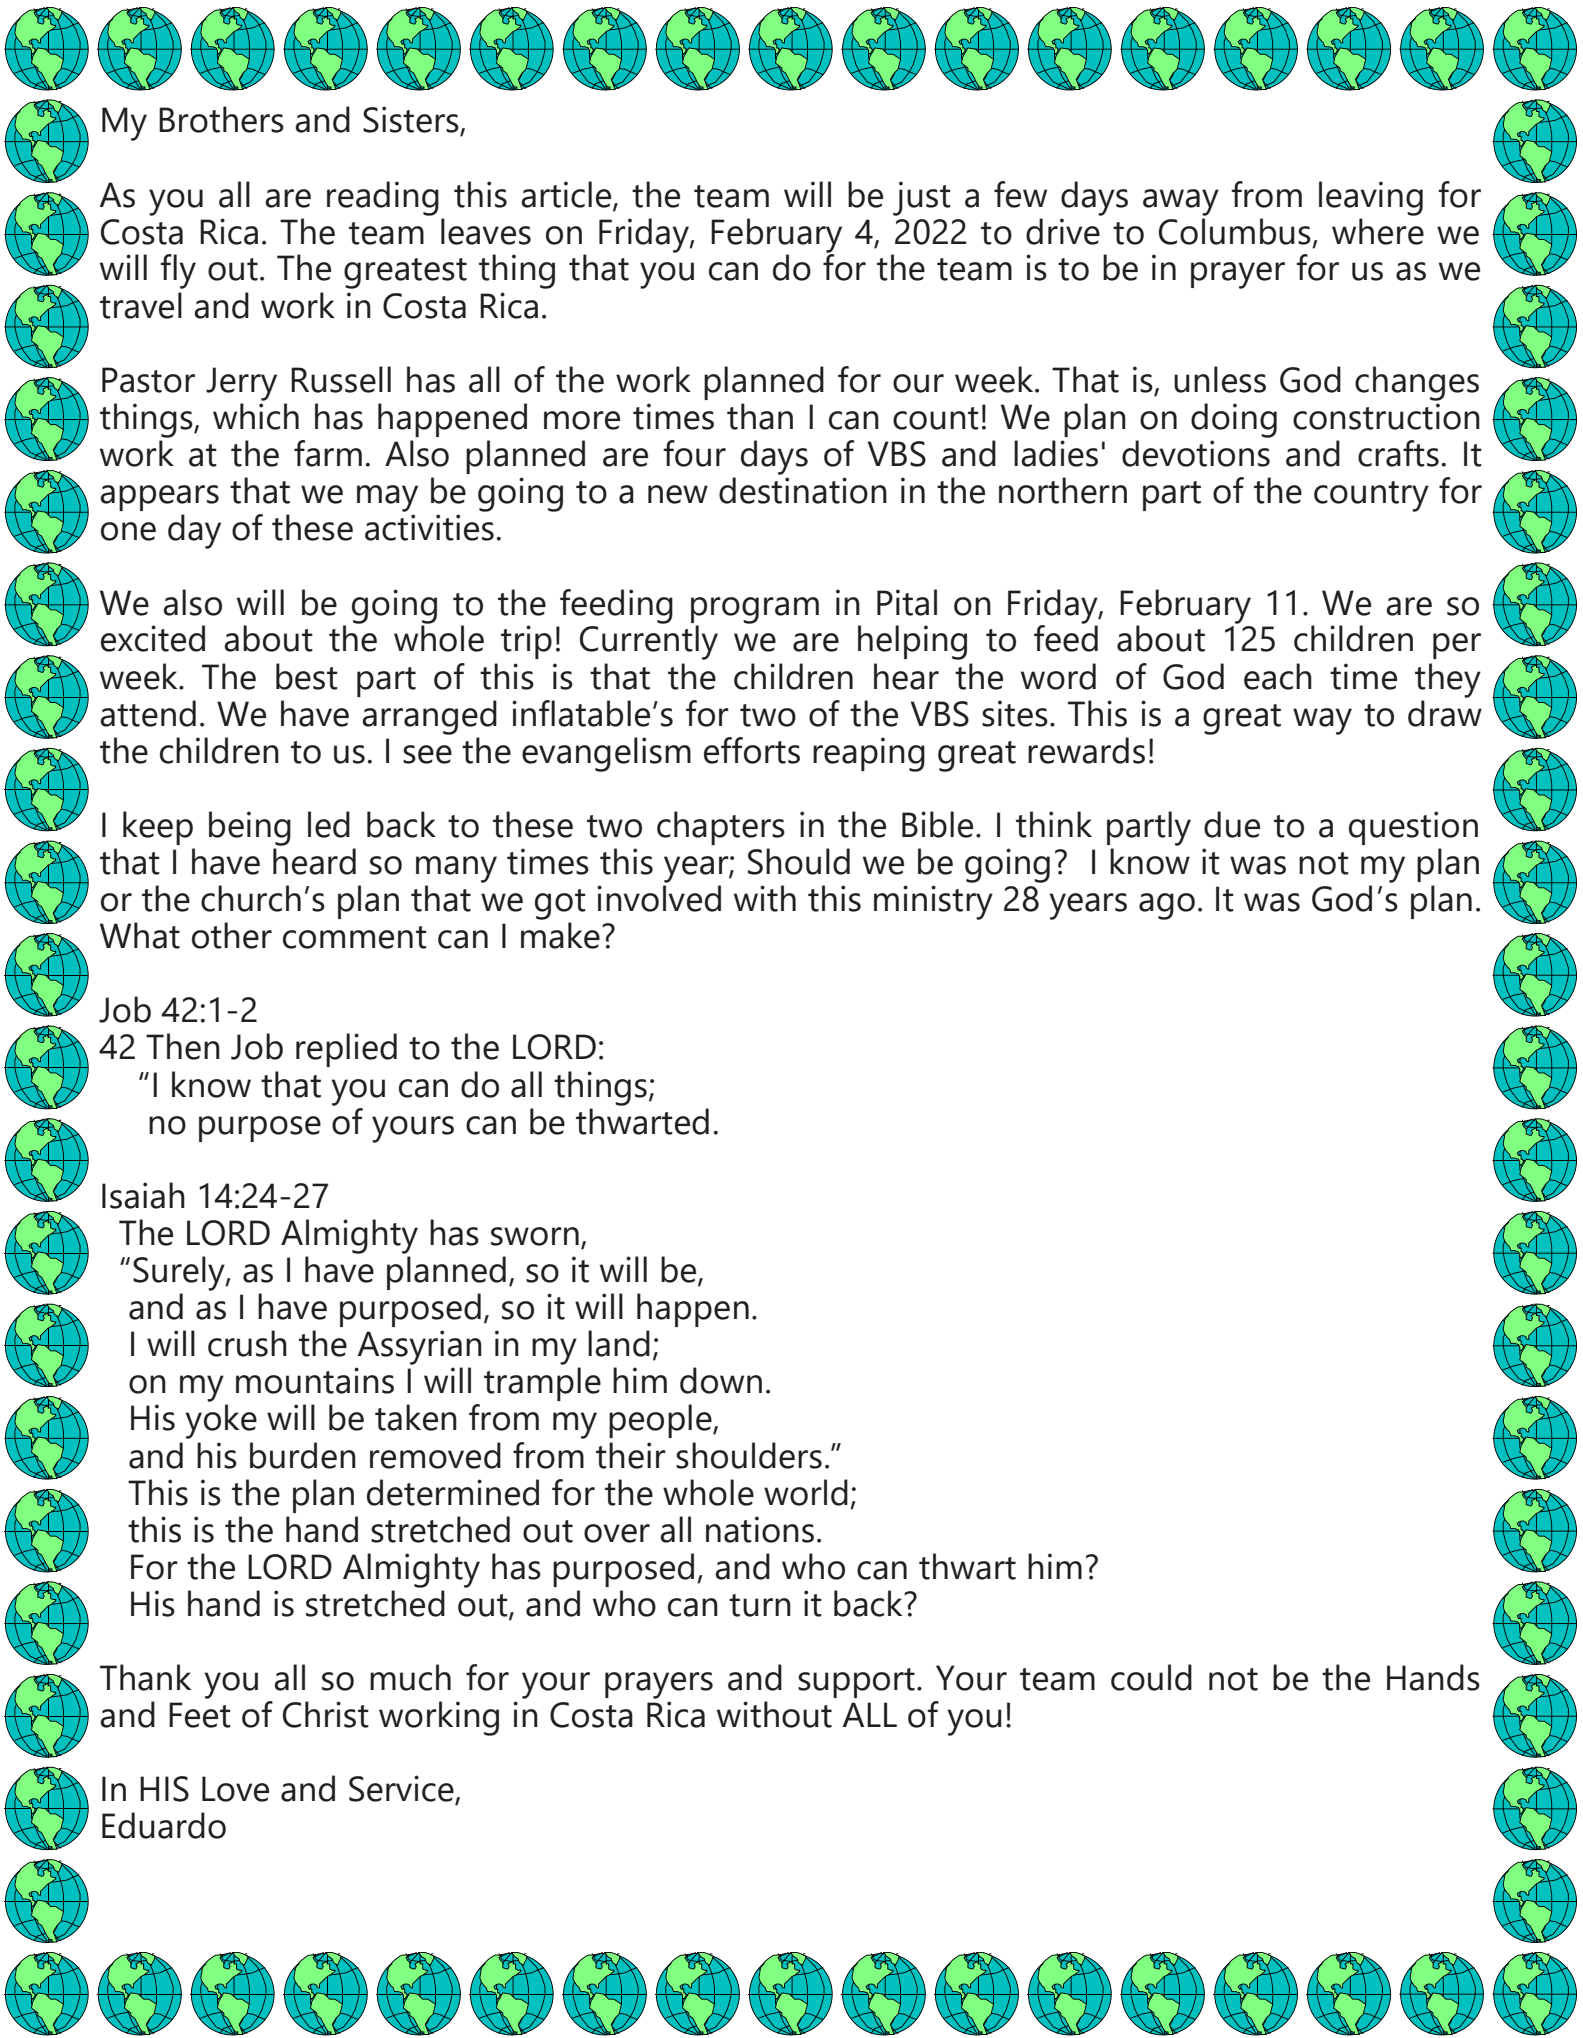 My Brothers and Sisters,
As you all are reading this article, the team will be just a few days away from leaving for
Costa Rica. The team leaves on Friday, February 4, 2022 to drive to Columbus, where we
will fly out. The greatest thing that you can do for the team is to be in prayer for us as we
travel and work in Costa Rica.
Pastor Jerry Russell has all of the work planned for our week. That is, unless God changes
things, which has happened more times than I can count! We plan on doing construction
work at the farm. Also planned are four days of VBS and ladies' devotions and crafts. It
appears that we may be going to a new destination in the northern part of the country for
one day of these activities.
We also will be going to the feeding program in Pital on Friday, February 11. We are so
excited about the whole trip! Currently we are helping to feed about 125 children per
week. The best part of this is that the children hear the word of God each time they
attend. We have arranged inflatable’s for two of the VBS sites. This is a great way to draw
the children to us. I see the evangelism efforts reaping great rewards!
I keep being led back to these two chapters in the Bible. I think partly due to a question
that I have heard so many times this year; Should we be going?  I know it was not my plan
or the church’s plan that we got involved with this ministry 28 years ago. It was God’s plan.
What other comment can I make?
Job 42:1-2
42 Then Job replied to the LORD:
“I know that you can do all things;
no purpose of yours can be thwarted.
Isaiah 14:24-27
The LORD Almighty has sworn,
“Surely, as I have planned, so it will be,
and as I have purposed, so it will happen.
I will crush the Assyrian in my land;
on my mountains I will trample him down.
His yoke will be taken from my people,
and his burden removed from their shoulders.”
This is the plan determined for the whole world;
this is the hand stretched out over all nations.
For the LORD Almighty has purposed, and who can thwart him?
His hand is stretched out, and who can turn it back?
Thank you all so much for your prayers and support. Your team could not be the Hands
and Feet of Christ working in Costa Rica without ALL of you!
In HIS Love and Service,
Eduardo